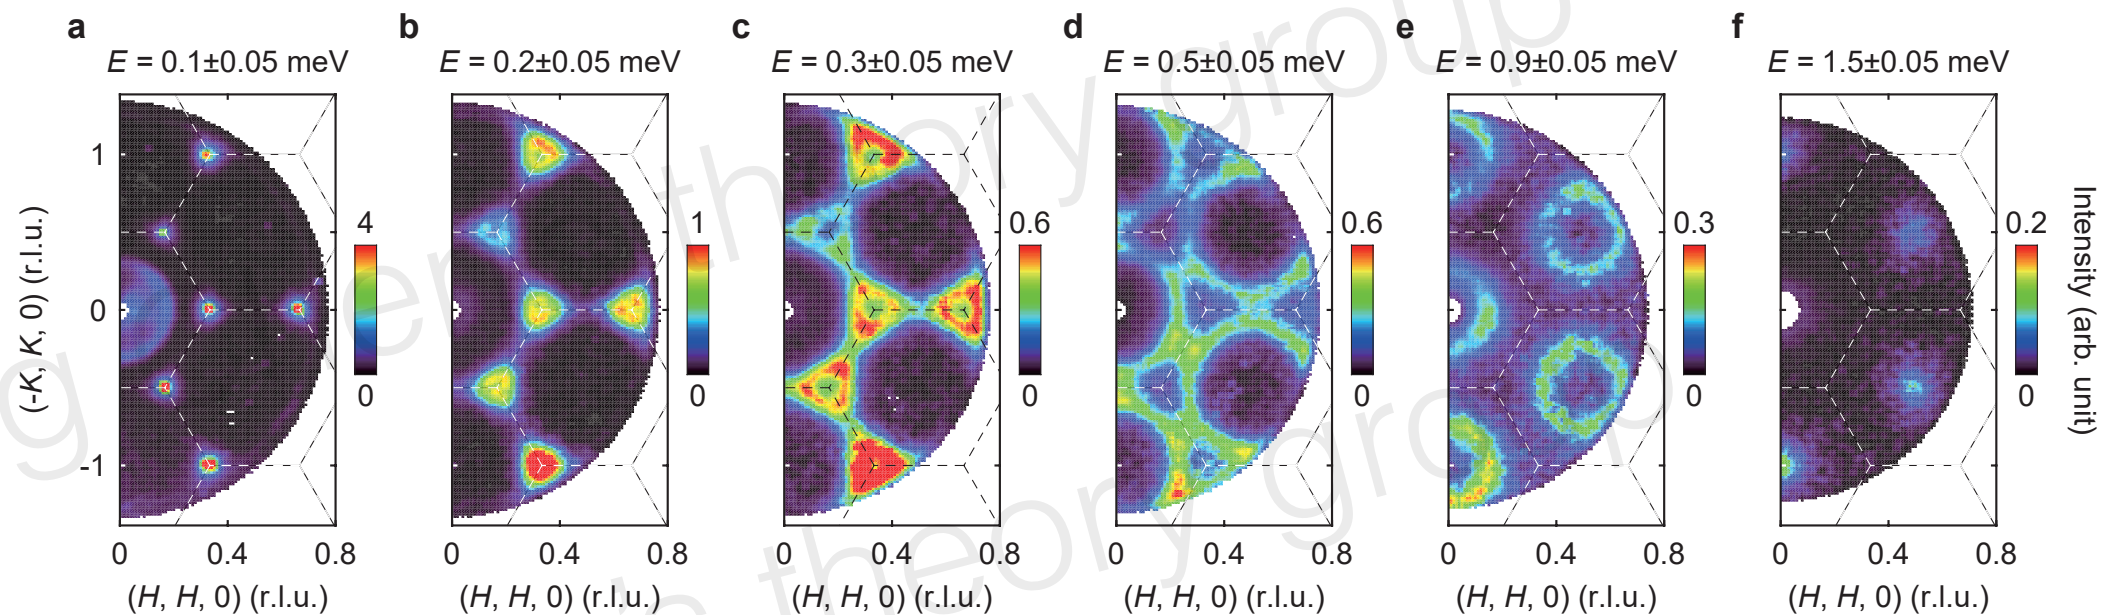 a b c d e f
E = 0.1±0.05 meV E = 0.2±0.05 meV E = 0.3±0.05 meV E = 0.5±0.05 meV E = 0.9±0.05 meV E = 1.5±0.05 meV
(-K, K, 0) (r.l.u.)
1
0
-1
4
0
1
0
0.6
0
0.6
0
0.3
0
0.2
0
Intensity (arb. unit)
0 0.4 0.8 0 0.4 0.8 0 0.4 0.8 0 0.4 0.8 0 0.4 0.8 0 0.4 0.8
(H, H, 0) (r.l.u.) (H, H, 0) (r.l.u.) (H, H, 0) (r.l.u.) (H, H, 0) (r.l.u.) (H, H, 0) (r.l.u.) (H, H, 0) (r.l.u.)
theory group
theory group